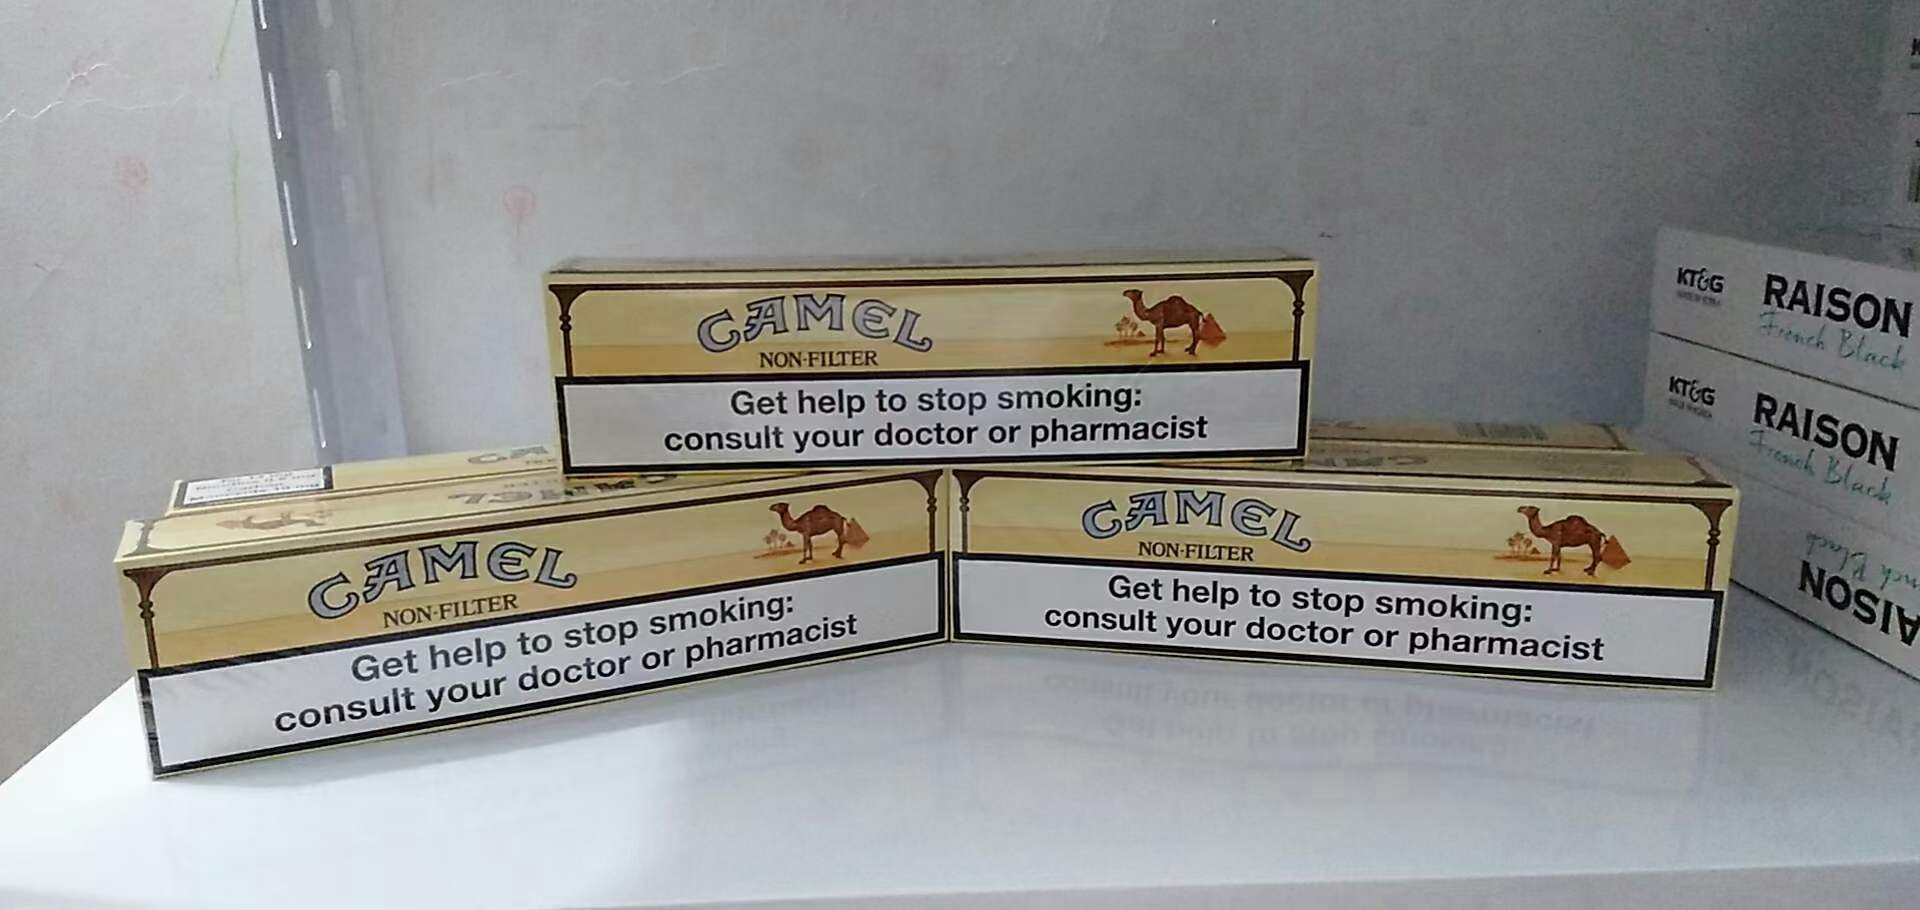 CAMEL
NON-FILTER
Get help to stop smoking:
consult your doctor or pharmacist
CAMEL
NON-FILTER
Get help to stop smoking:
consult your doctor or pharmacist
CAMEL
NON-FILTER
Get help to stop smoking:
consult your doctor or pharmacist
KT&G
RAISON
French Black
KT&G
RAISON
French Black